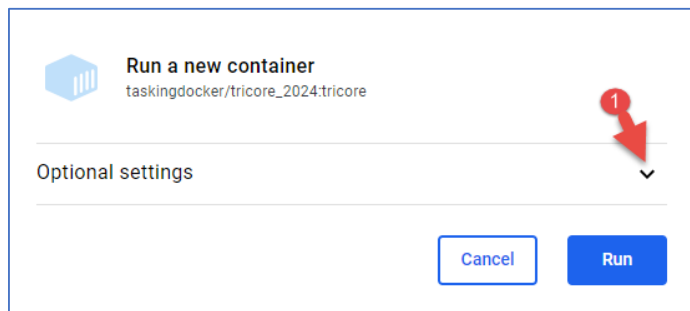 Run a new container
taskingdocker/tricore_2024:tricore
1
Optional settings
Cancel
Run